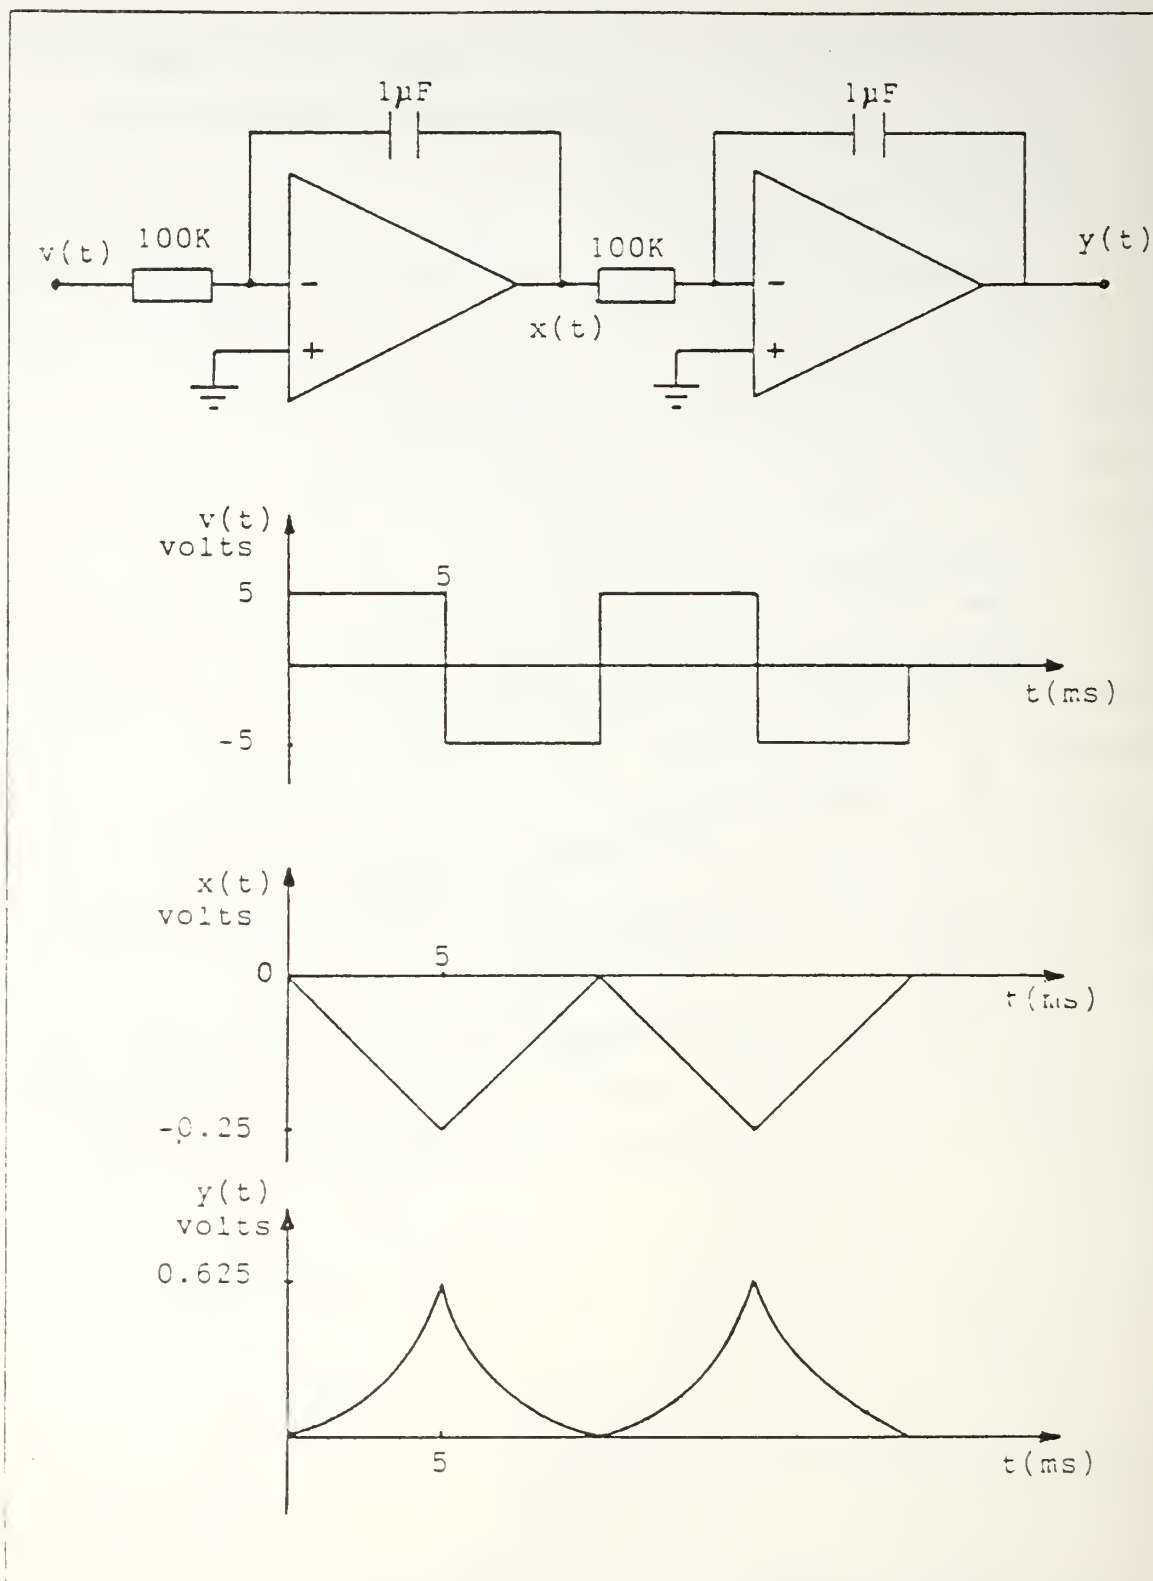 1µF 1µF
v(t) 100K 100K y(t)
- -
x(t)
+ +
v(t)
volts
5 5
t(ms)
-5
x(t)
volts
5
0
t(ms)
-0.25
y(t)
volts
0.625
5 t(ms)